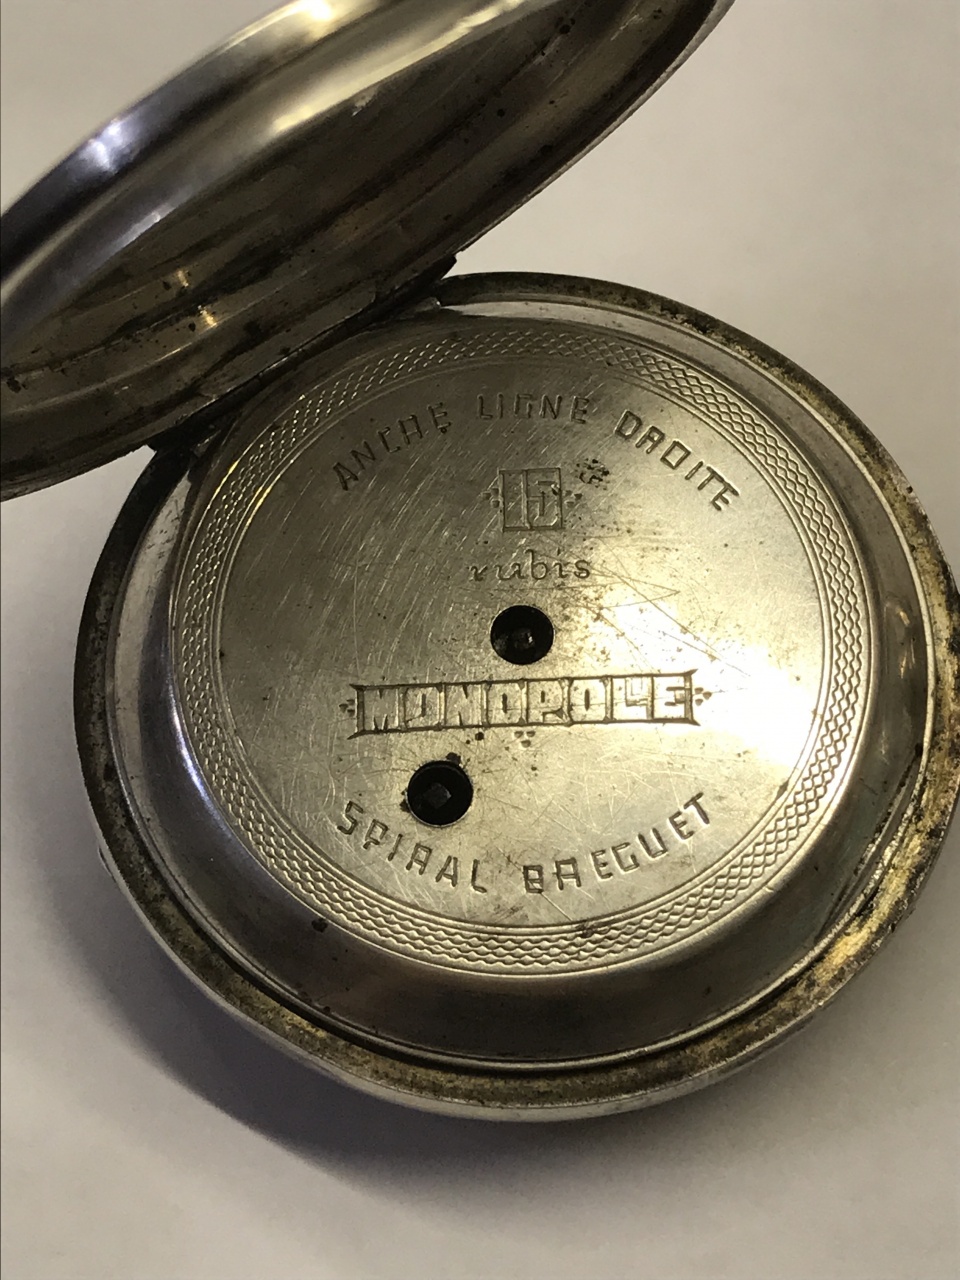 ANCRE LIGNE DROITE
15
rubis
MONOPOLE
SPIRAL BREGUET